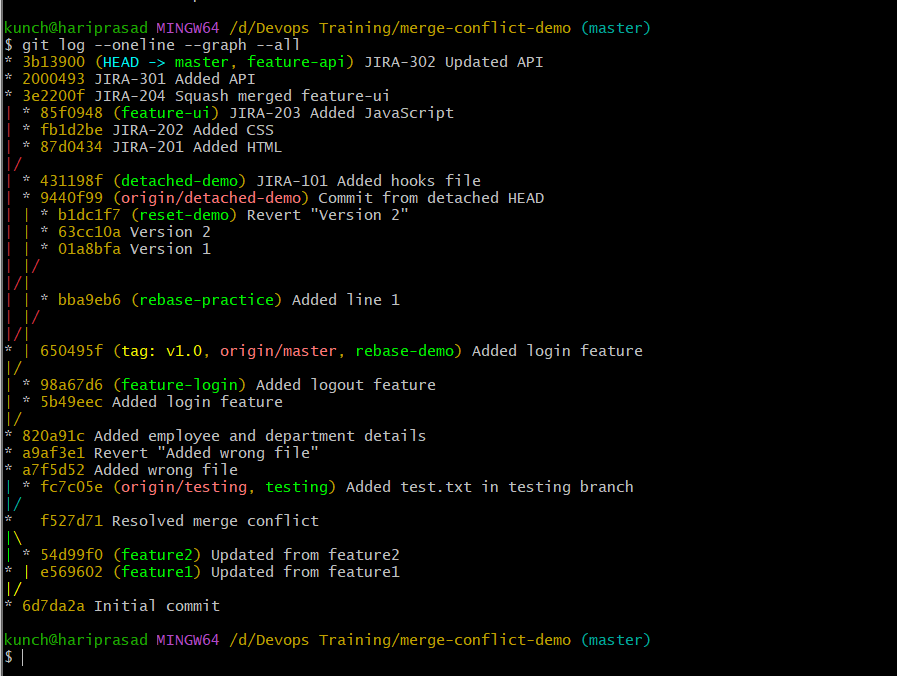 kunch@hariprasad MINGW64 /d/Devops Training/merge-conflict-demo (master)
$ git log --oneline --graph --all
* 3b13900 (HEAD -> master, feature-api) JIRA-302 Updated API
* 2000493 JIRA-301 Added API
* 3e2200f JIRA-204 Squash merged feature-ui
| * 85f0948 (feature-ui) JIRA-203 Added JavaScript
| * fb1d2be JIRA-202 Added CSS
| * 87d0434 JIRA-201 Added HTML
|/
| * 431198f (detached-demo) JIRA-101 Added hooks file
| * 9440f99 (origin/detached-demo) Commit from detached HEAD
| | * b1dc1f7 (reset-demo) Revert "Version 2"
| | * 63cc10a Version 2
| | * 01a8bfa Version 1
| |/
|/|
| | * bba9eb6 (rebase-practice) Added line 1
| |/
|/|
* | 650495f (tag: v1.0, origin/master, rebase-demo) Added login feature
|/
| * 98a67d6 (feature-login) Added logout feature
| * 5b49eec Added login feature
|/
* 820a91c Added employee and department details
* a9af3e1 Revert "Added wrong file"
* a7f5d52 Added wrong file
| * fc7c05e (origin/testing, testing) Added test.txt in testing branch
|/
*   f527d71 Resolved merge conflict
|\
| * 54d99f0 (feature2) Updated from feature2
* | e569602 (feature1) Updated from feature1
|/
* 6d7da2a Initial commit
kunch@hariprasad MINGW64 /d/Devops Training/merge-conflict-demo (master)
$